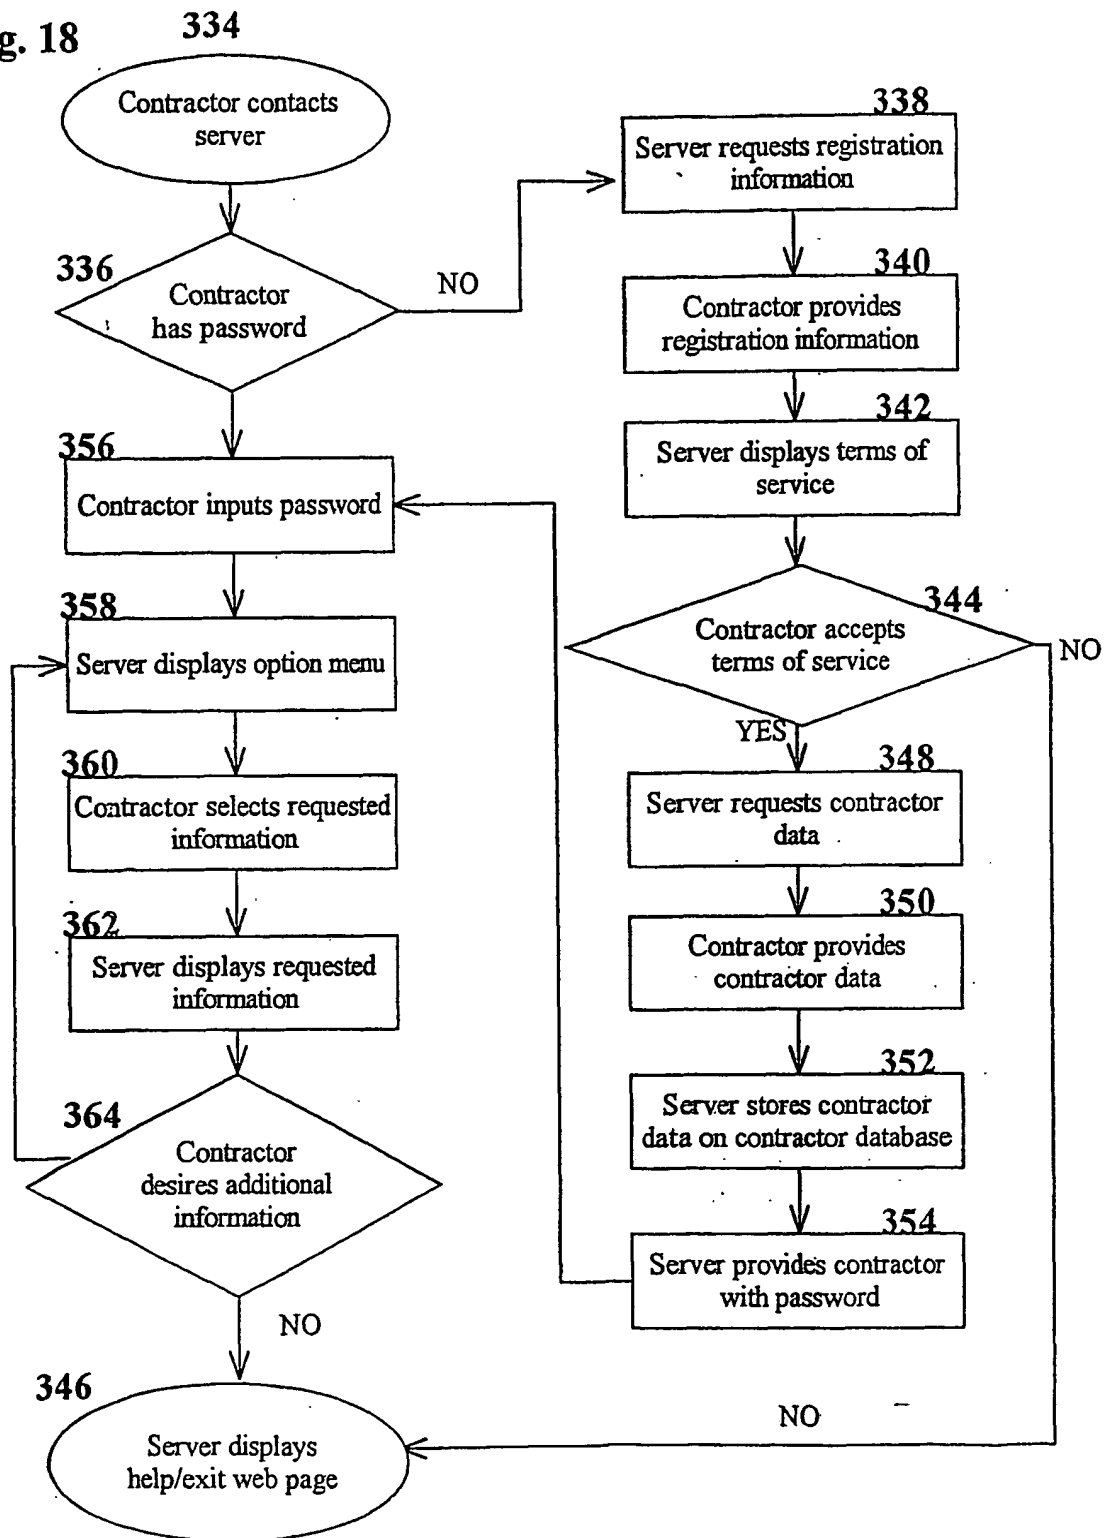 g. 18
334
Contractor contacts
server
336
Contractor
has password
NO
338
Server requests registration
information
340
Contractor provides
registration information
342
Server displays terms of
service
344
Contractor accepts
terms of service
NO
YES
348
Server requests contractor
data
350
Contractor provides
contractor data
352
Server stores contractor
data on contractor database
354
Server provides contractor
with password
356
Contractor inputs password
358
Server displays option menu
360
Contractor selects requested
information
362
Server displays requested
information
364
Contractor
desires additional
information
NO
346
Server displays
help/exit web page
NO